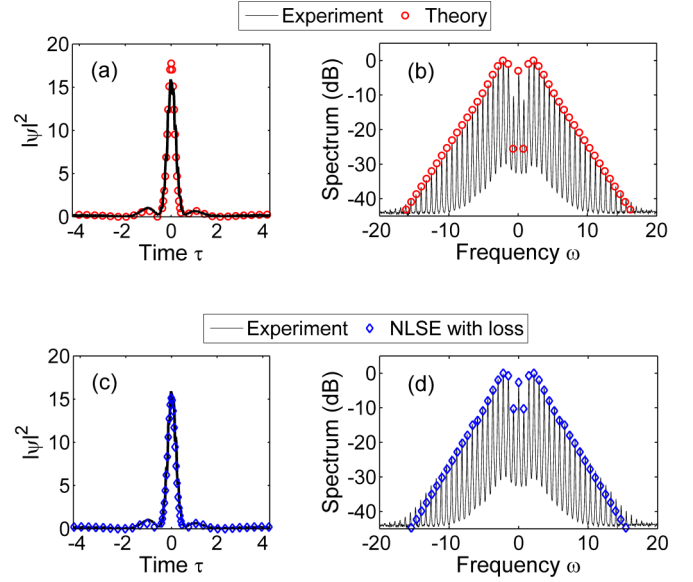 Experiment Theory
(a)
|ψ|²
20
15
10
5
0
-4 -2 0 2 4
Time τ
(b)
Spectrum (dB)
0
-10
-20
-30
-40
-20 -10 0 10 20
Frequency ω
Experiment NLSE with loss
(c)
|ψ|²
20
15
10
5
0
-4 -2 0 2 4
Time τ
(d)
Spectrum (dB)
0
-10
-20
-30
-40
-20 -10 0 10 20
Frequency ω